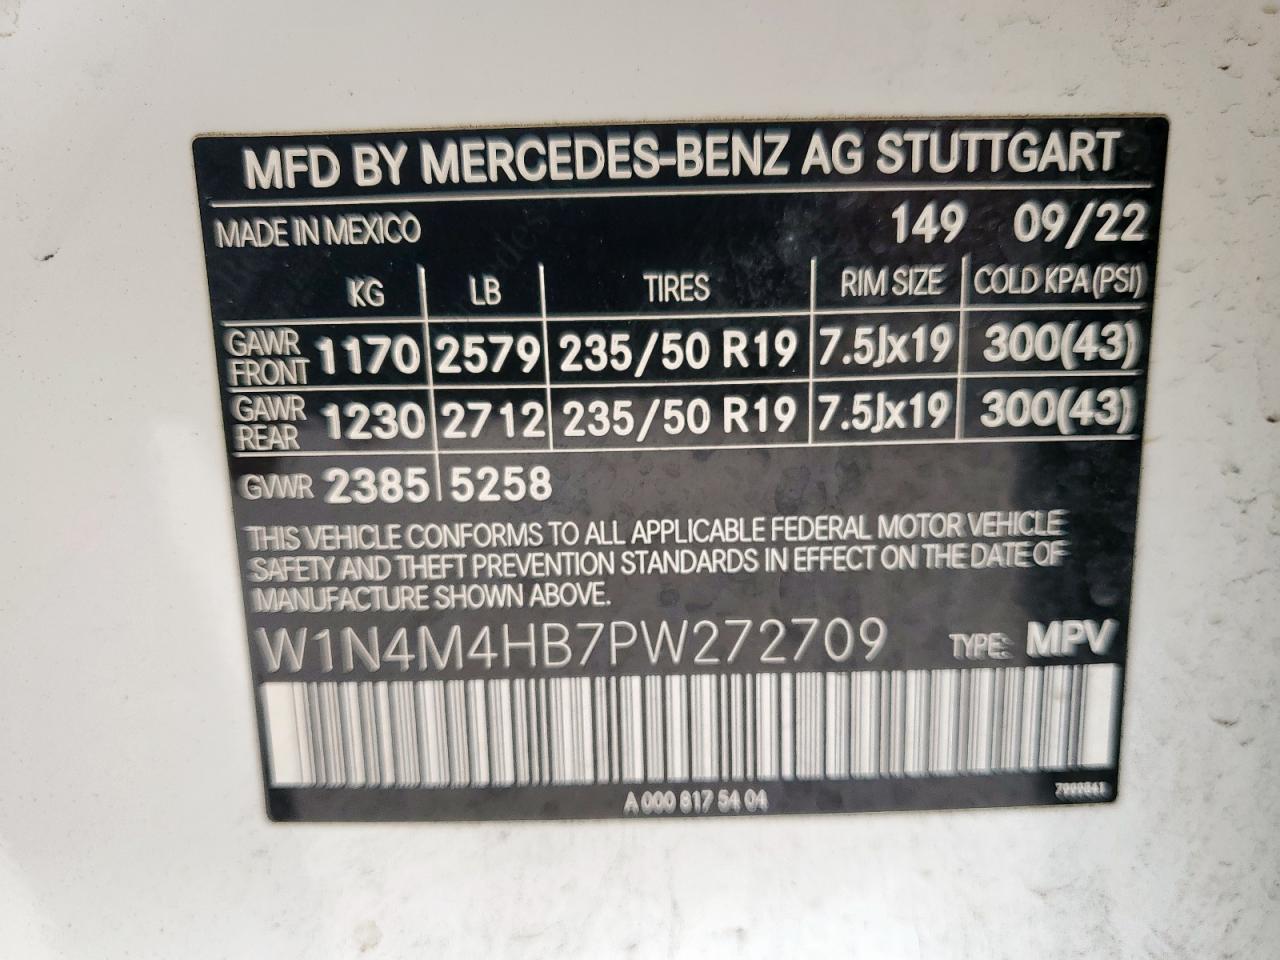 MFD BY MERCEDES-BENZ AG STUTTGART
MADE IN MEXICO 149 09/22
KG LB TIRES RIM SIZE COLD KPA (PSI)
GAWR FRONT 1170 2579 235/50 R19 7.5Jx19 300(43)
GAWR REAR 1230 2712 235/50 R19 7.5Jx19 300(43)
GVWR 2385 5258
THIS VEHICLE CONFORMS TO ALL APPLICABLE FEDERAL MOTOR VEHICLE
SAFETY AND THEFT PREVENTION STANDARDS IN EFFECT ON THE DATE OF
MANUFACTURE SHOWN ABOVE.
W1N4M4HB7PW272709 TYPE: MPV
A 000 817 54 04